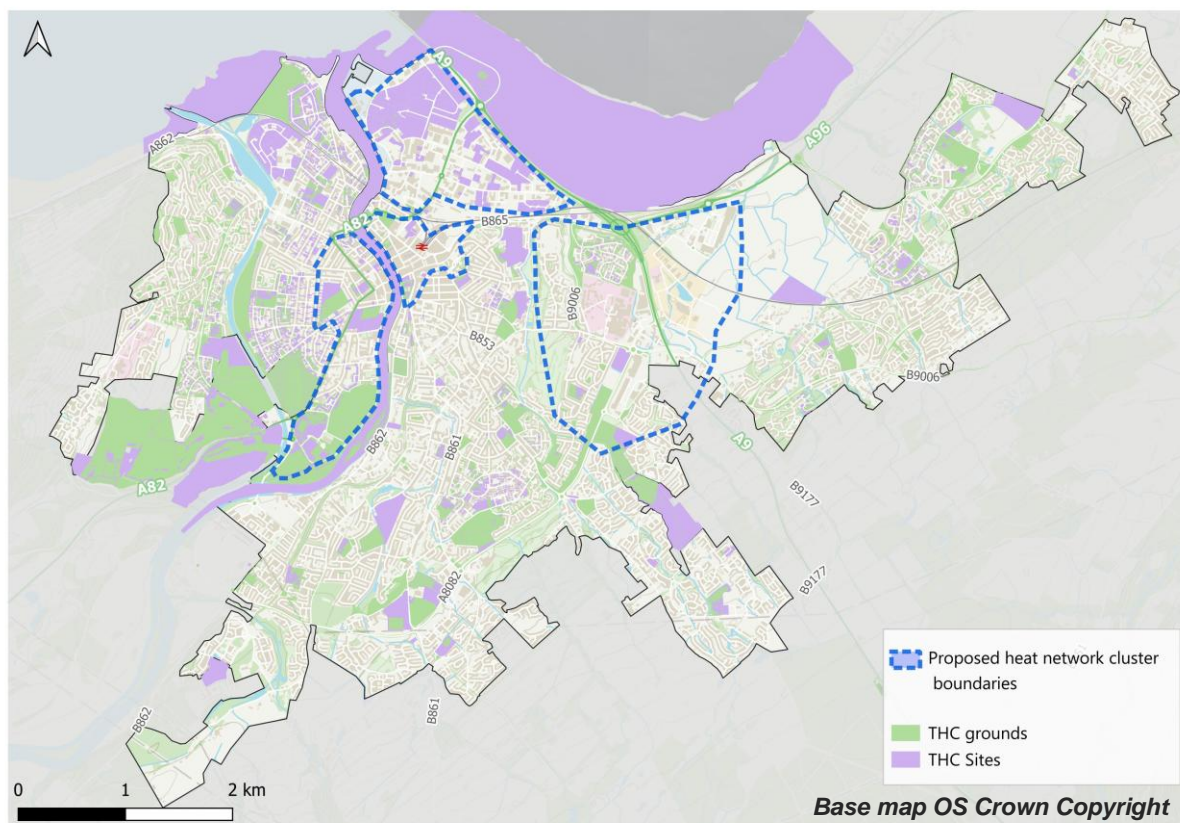 A9
A862
A96
A82
B865
B9006
B853
B9006
B862
B861
A9
A82
B9177
B9177
A8082
B862
B861
Proposed heat network cluster
boundaries
THC grounds
THC Sites
0 1 2 km
Base map OS Crown Copyright